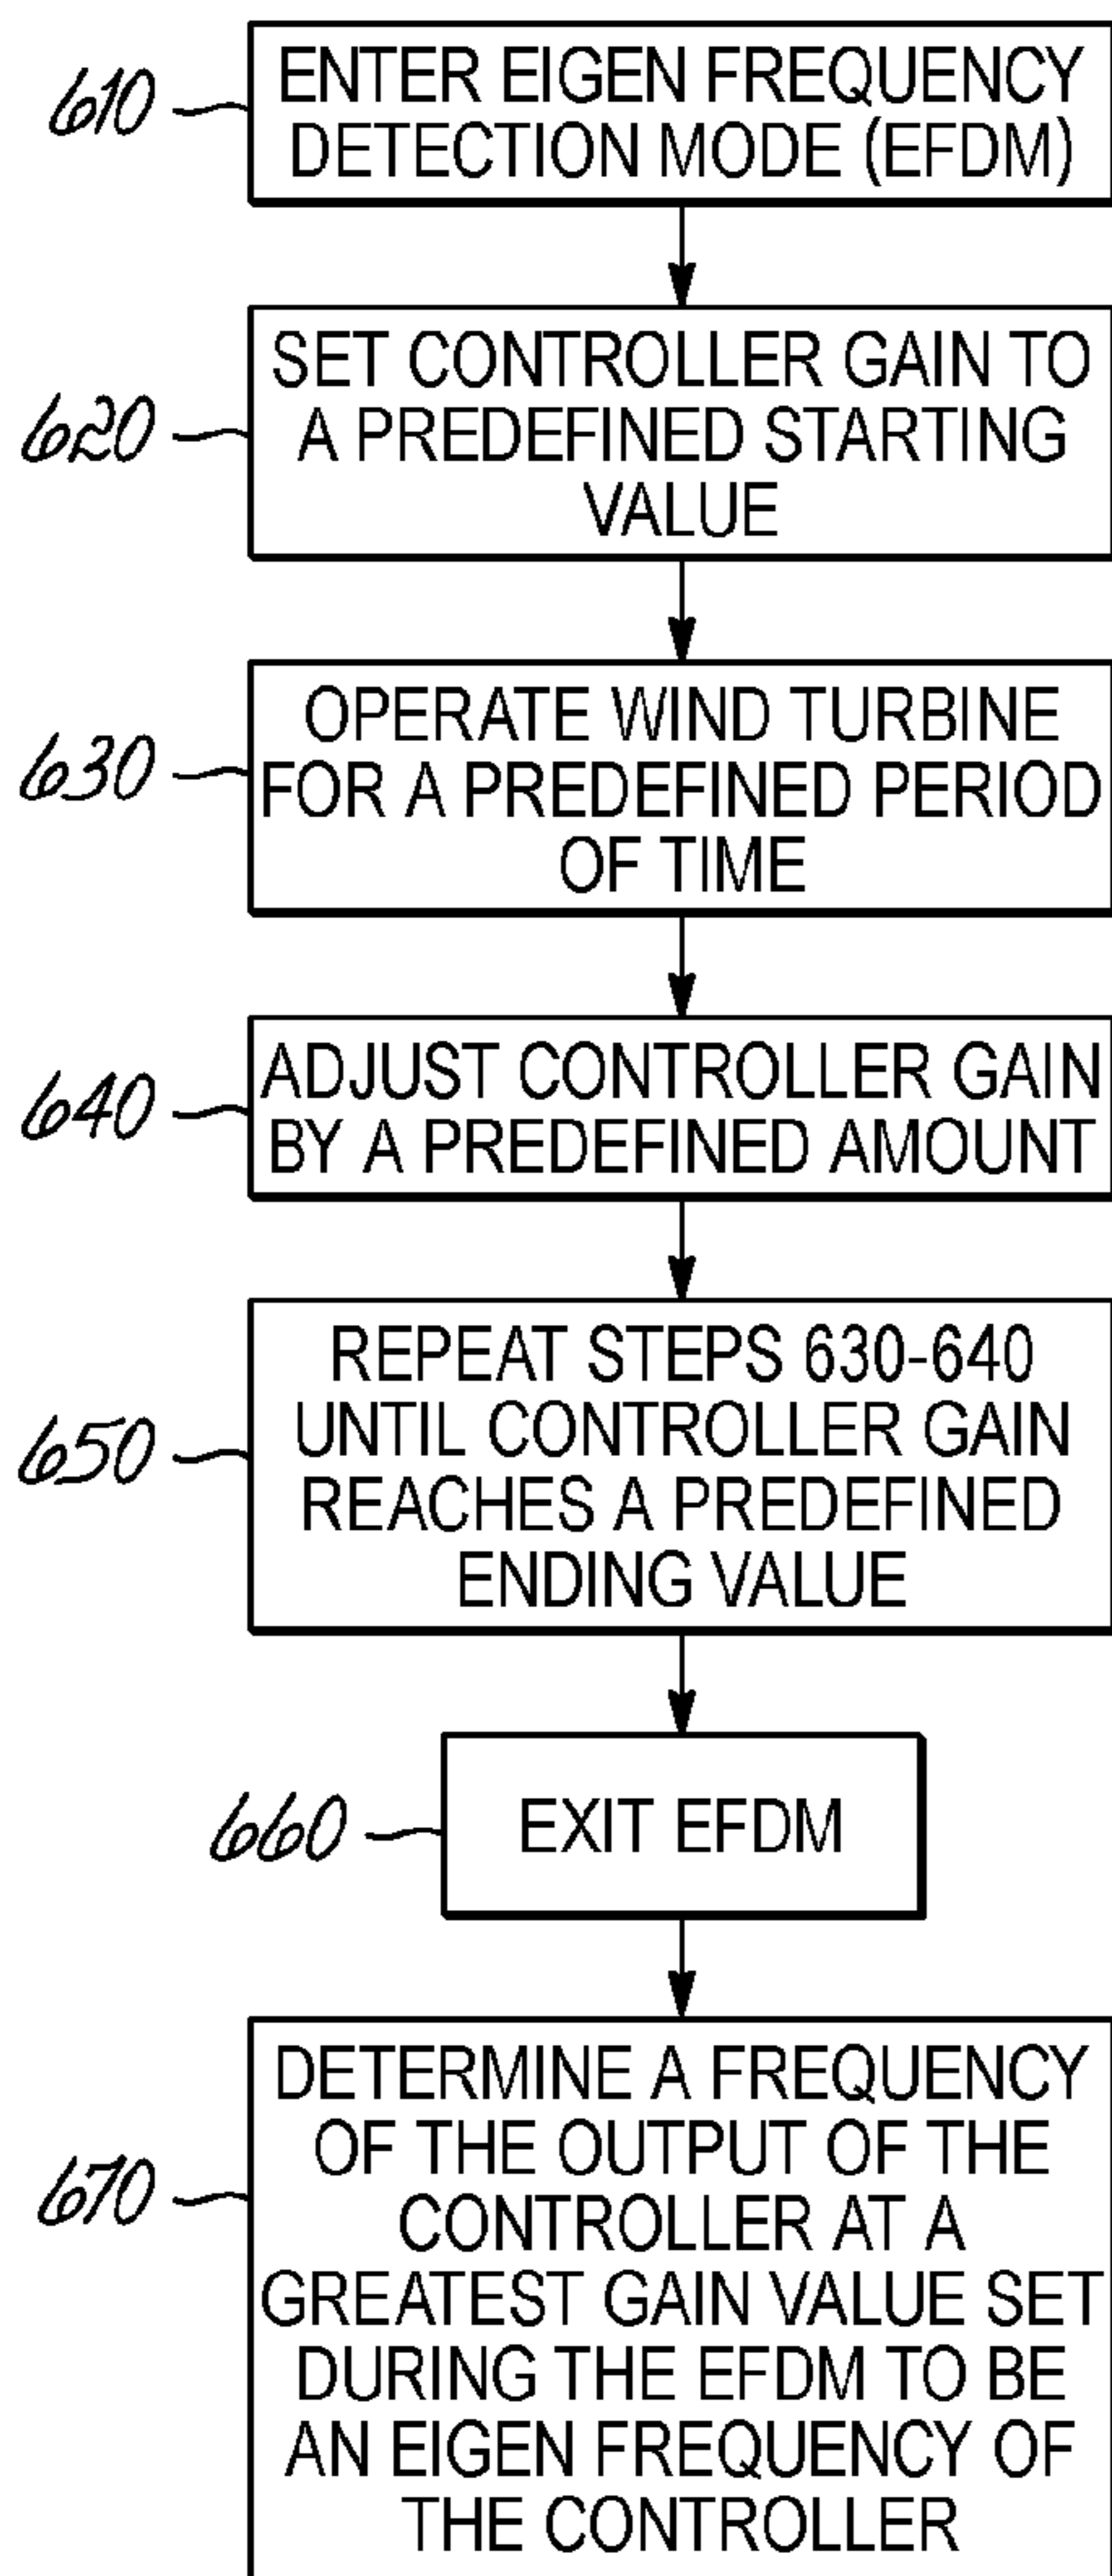 610
ENTER EIGEN FREQUENCY
DETECTION MODE (EFDM)
620
SET CONTROLLER GAIN TO
A PREDEFINED STARTING
VALUE
630
OPERATE WIND TURBINE
FOR A PREDEFINED PERIOD
OF TIME
640
ADJUST CONTROLLER GAIN
BY A PREDEFINED AMOUNT
650
REPEAT STEPS 630-640
UNTIL CONTROLLER GAIN
REACHES A PREDEFINED
ENDING VALUE
660
EXIT EFDM
670
DETERMINE A FREQUENCY
OF THE OUTPUT OF THE
CONTROLLER AT A
GREATEST GAIN VALUE SET
DURING THE EFDM TO BE
AN EIGEN FREQUENCY OF
THE CONTROLLER